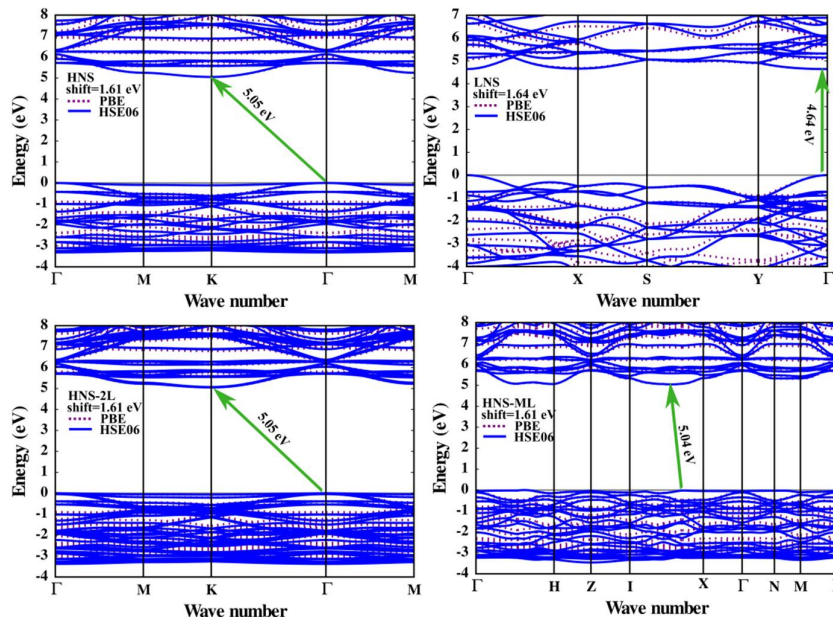 8
7
6
5
4
3
2
1
0
-1
-2
-3
-4
Energy (eV)
HNS
shift=1.61 eV
PBE
HSE06
5.05 eV
Γ
M
K
Γ
M
Wave number
7
6
5
4
3
2
1
0
-1
-2
-3
-4
Energy (eV)
LNS
shift=1.64 eV
PBE
HSE06
4.64 eV
Γ
X
S
Y
Γ
Wave number
8
7
6
5
4
3
2
1
0
-1
-2
-3
-4
Energy (eV)
HNS-2L
shift=1.61 eV
PBE
HSE06
5.05 eV
Γ
M
K
Γ
M
Wave number
8
7
6
5
4
3
2
1
0
-1
-2
-3
-4
Energy (eV)
HNS-ML
shift=1.61 eV
PBE
HSE06
5.04 eV
Γ
H
Z
I
X
Γ
N
M
Wave number